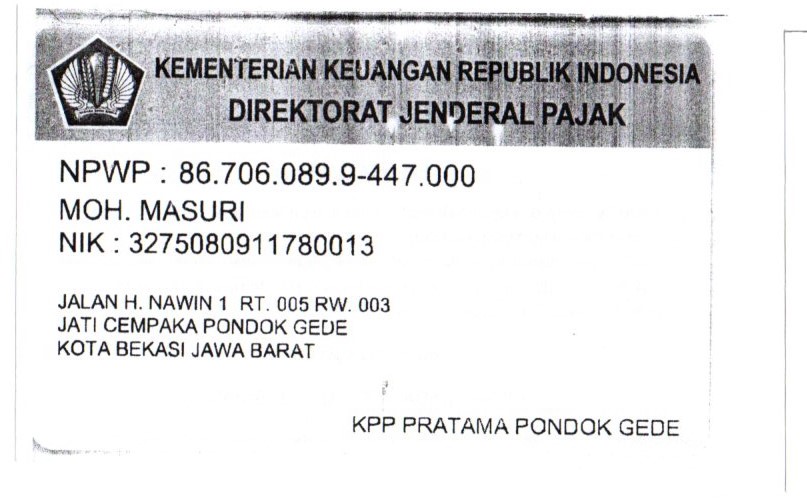 KEMENTERIAN KEUANGAN REPUBLIK INDONESIA
DIREKTORAT JENDERAL PAJAK
NPWP : 86.706.089.9-447.000
MOH. MASURI
NIK : 3275080911780013
JALAN H. NAWIN 1 RT. 005 RW. 003
JATI CEMPAKA PONDOK GEDE
KOTA BEKASI JAWA BARAT
KPP PRATAMA PONDOK GEDE